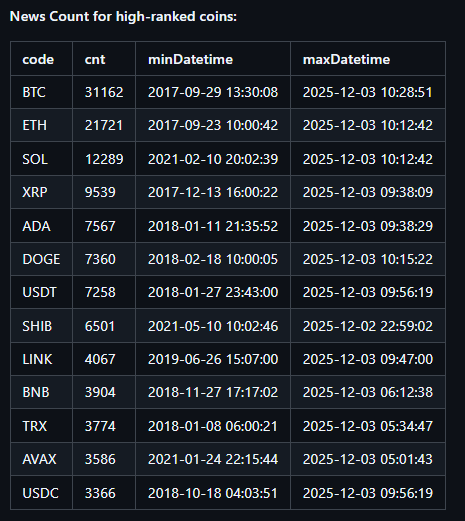 News Count for high-ranked coins:
code cnt minDatetime maxDatetime
BTC 31162 2017-09-29 13:30:08 2025-12-03 10:28:51
ETH 21721 2017-09-23 10:00:42 2025-12-03 10:12:42
SOL 12289 2021-02-10 20:02:39 2025-12-03 10:12:42
XRP 9539 2017-12-13 16:00:22 2025-12-03 09:38:09
ADA 7567 2018-01-11 21:35:52 2025-12-03 09:38:29
DOGE 7360 2018-02-18 10:00:05 2025-12-03 10:15:22
USDT 7258 2018-01-27 23:43:00 2025-12-03 09:56:19
SHIB 6501 2021-05-10 10:02:46 2025-12-02 22:59:02
LINK 4067 2019-06-26 15:07:00 2025-12-03 09:47:00
BNB 3904 2018-11-27 17:17:02 2025-12-03 06:12:38
TRX 3774 2018-01-08 06:00:21 2025-12-03 05:34:47
AVAX 3586 2021-01-24 22:15:44 2025-12-03 05:01:43
USDC 3366 2018-10-18 04:03:51 2025-12-03 09:56:19